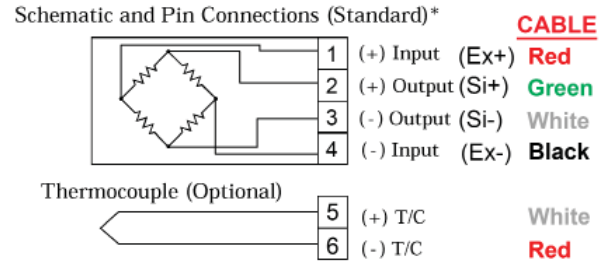 Schematic and Pin Connections (Standard)*
CABLE
1 (+) Input (Ex+) Red
2 (+) Output (Si+) Green
3 (-) Output (Si-) White
4 (-) Input (Ex-) Black
Thermocouple (Optional)
5 (+) T/C White
6 (-) T/C Red